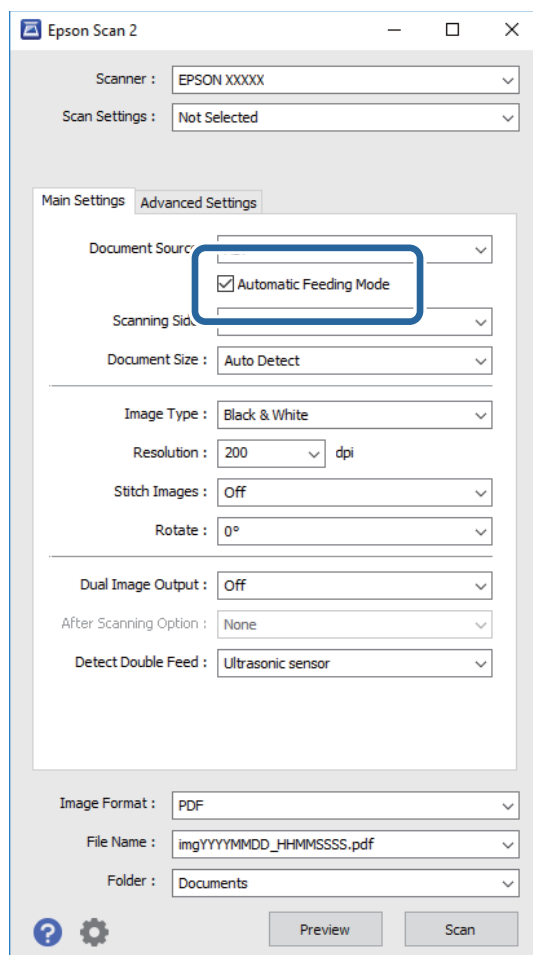 Epson Scan 2
Scanner : EPSON XXXXX
Scan Settings : Not Selected
Main Settings Advanced Settings
Document
Automatic Feeding Mode
Scanning
Document Size : Auto Detect
Image Type : Black & White
Resolution : 200 dpi
Stitch Images : Off
Rotate : 0°
Dual Image Output : Off
After Scanning Option : None
Detect Double Feed : Ultrasonic sensor
Image Format : PDF
File Name : imgYYYYMMDD_HHMMSSSS.pdf
Folder : Documents
? Preview Scan